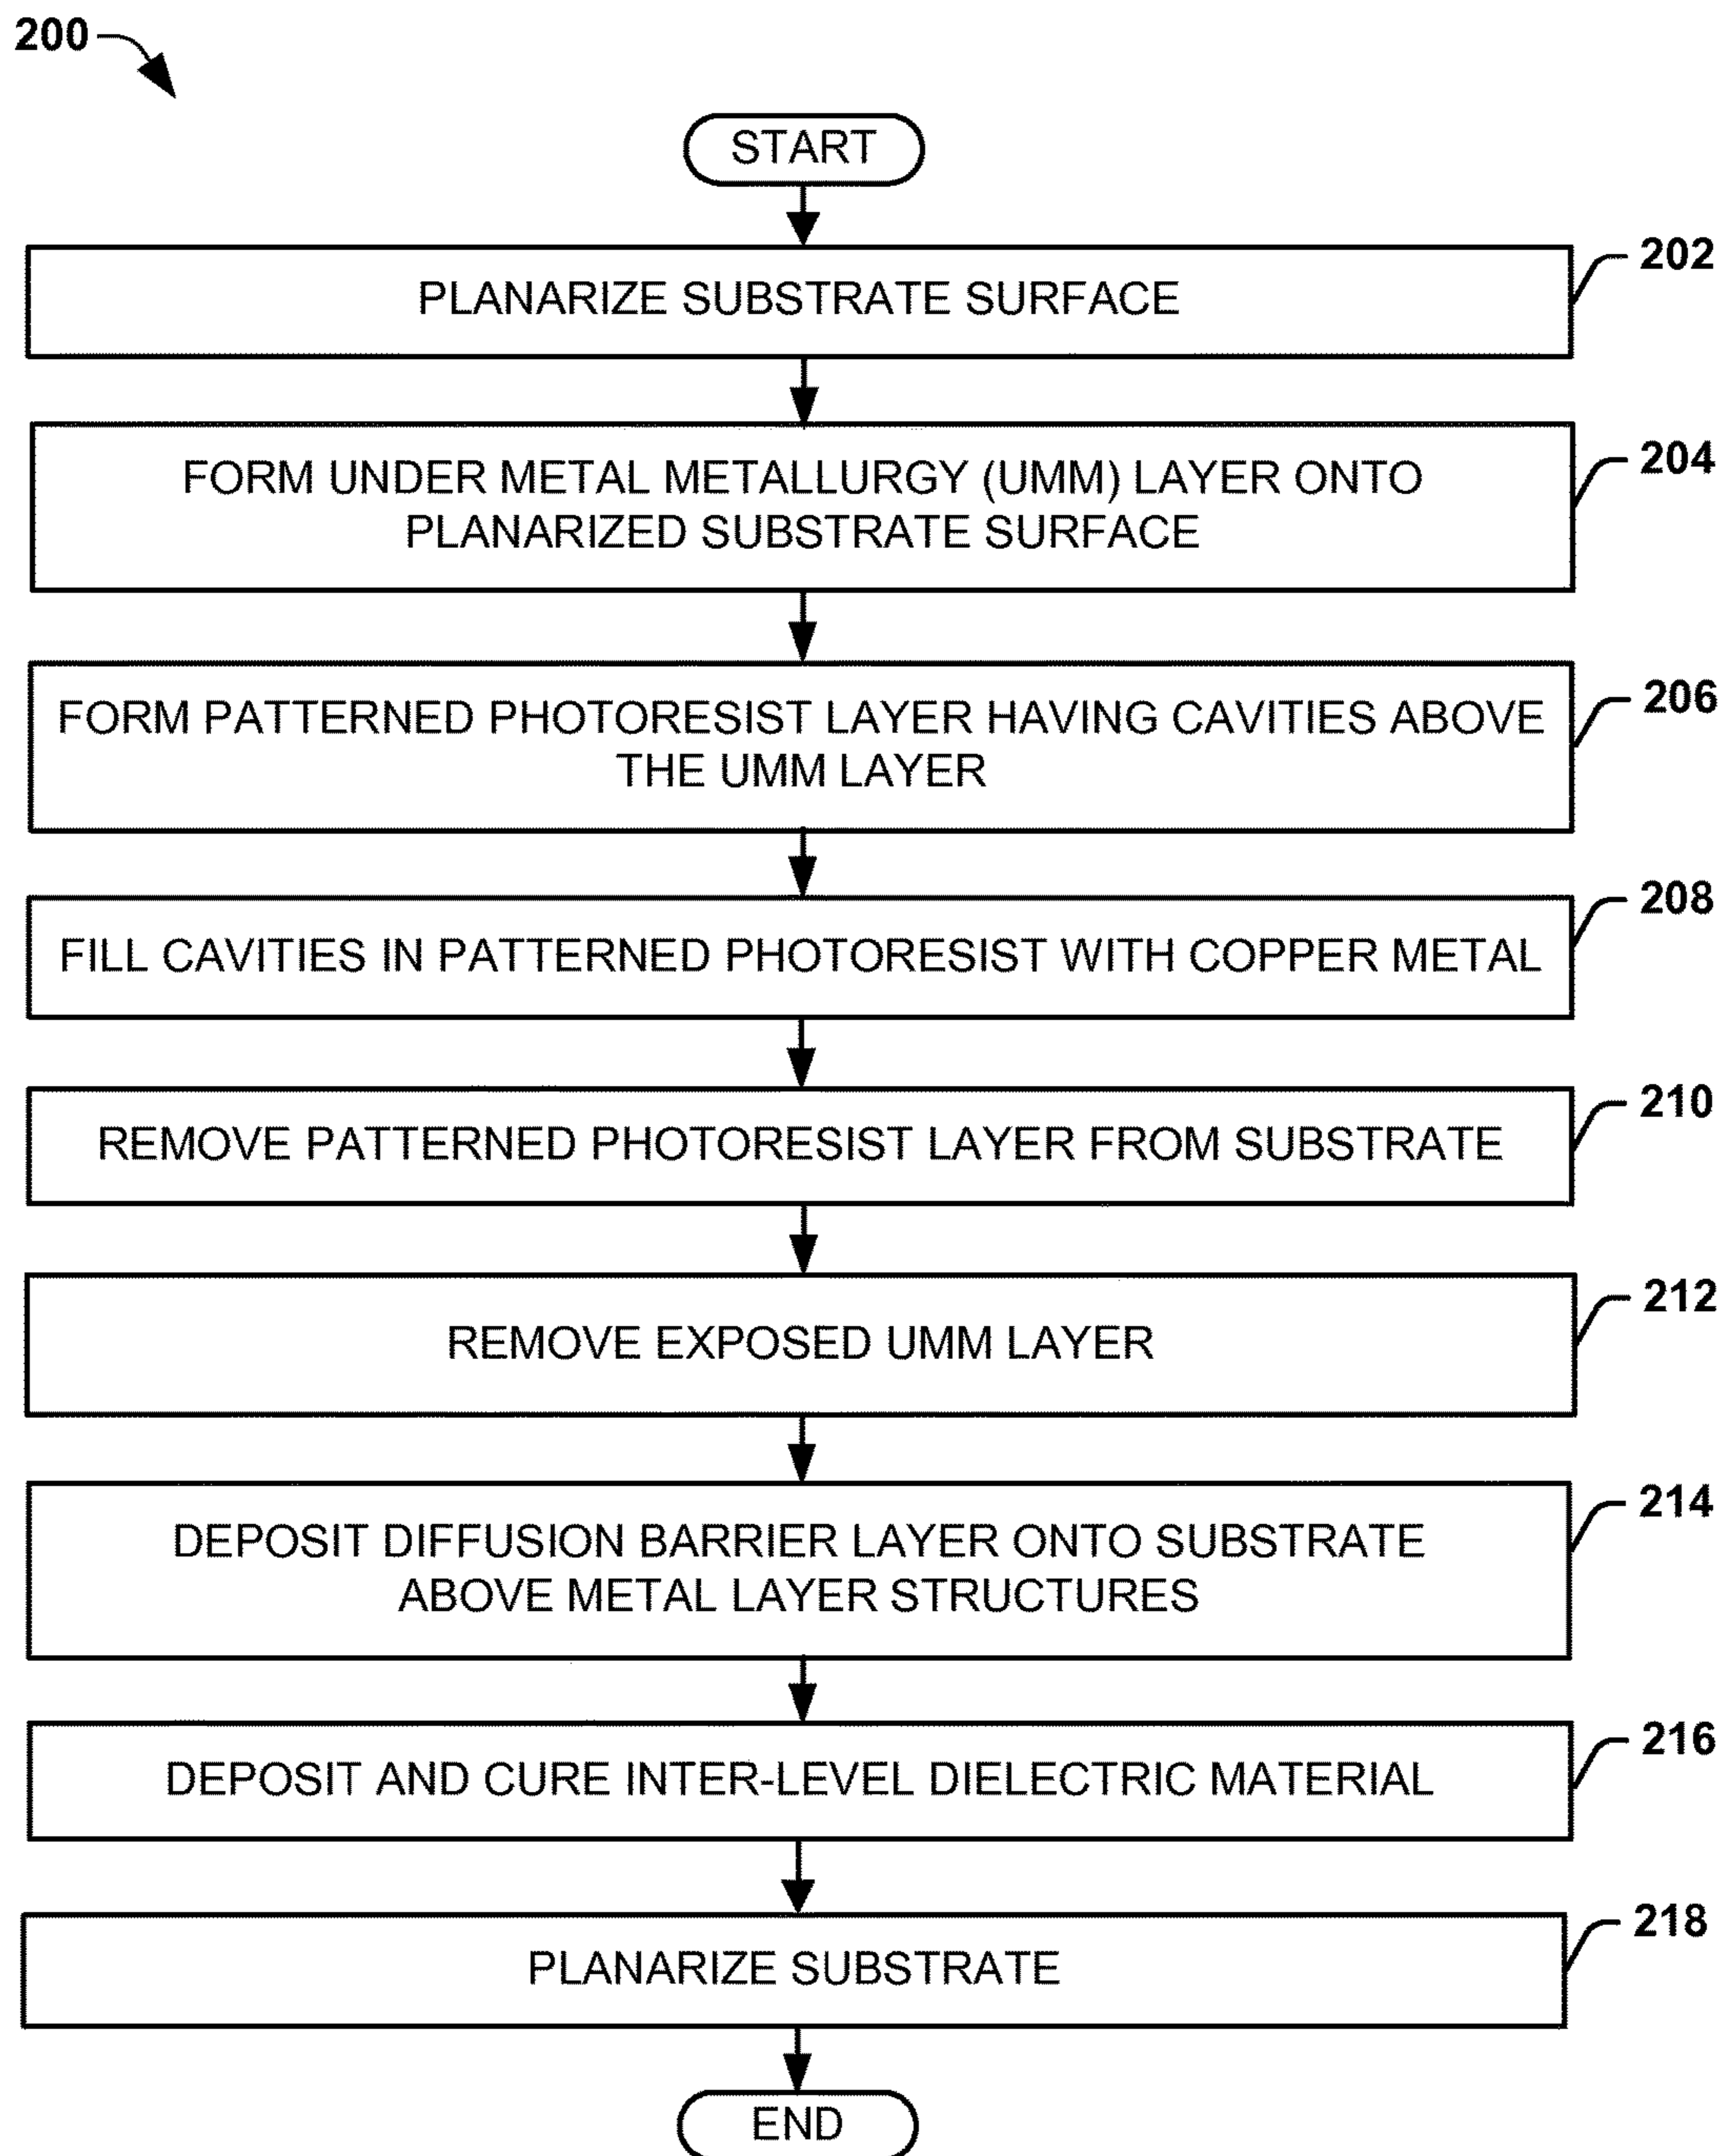 200
START
PLANARIZE SUBSTRATE SURFACE
202
FORM UNDER METAL METALLURGY (UMM) LAYER ONTO
PLANARIZED SUBSTRATE SURFACE
204
FORM PATTERNED PHOTORESIST LAYER HAVING CAVITIES ABOVE
THE UMM LAYER
206
FILL CAVITIES IN PATTERNED PHOTORESIST WITH COPPER METAL
208
REMOVE PATTERNED PHOTORESIST LAYER FROM SUBSTRATE
210
REMOVE EXPOSED UMM LAYER
212
DEPOSIT DIFFUSION BARRIER LAYER ONTO SUBSTRATE
ABOVE METAL LAYER STRUCTURES
214
DEPOSIT AND CURE INTER-LEVEL DIELECTRIC MATERIAL
216
PLANARIZE SUBSTRATE
218
END